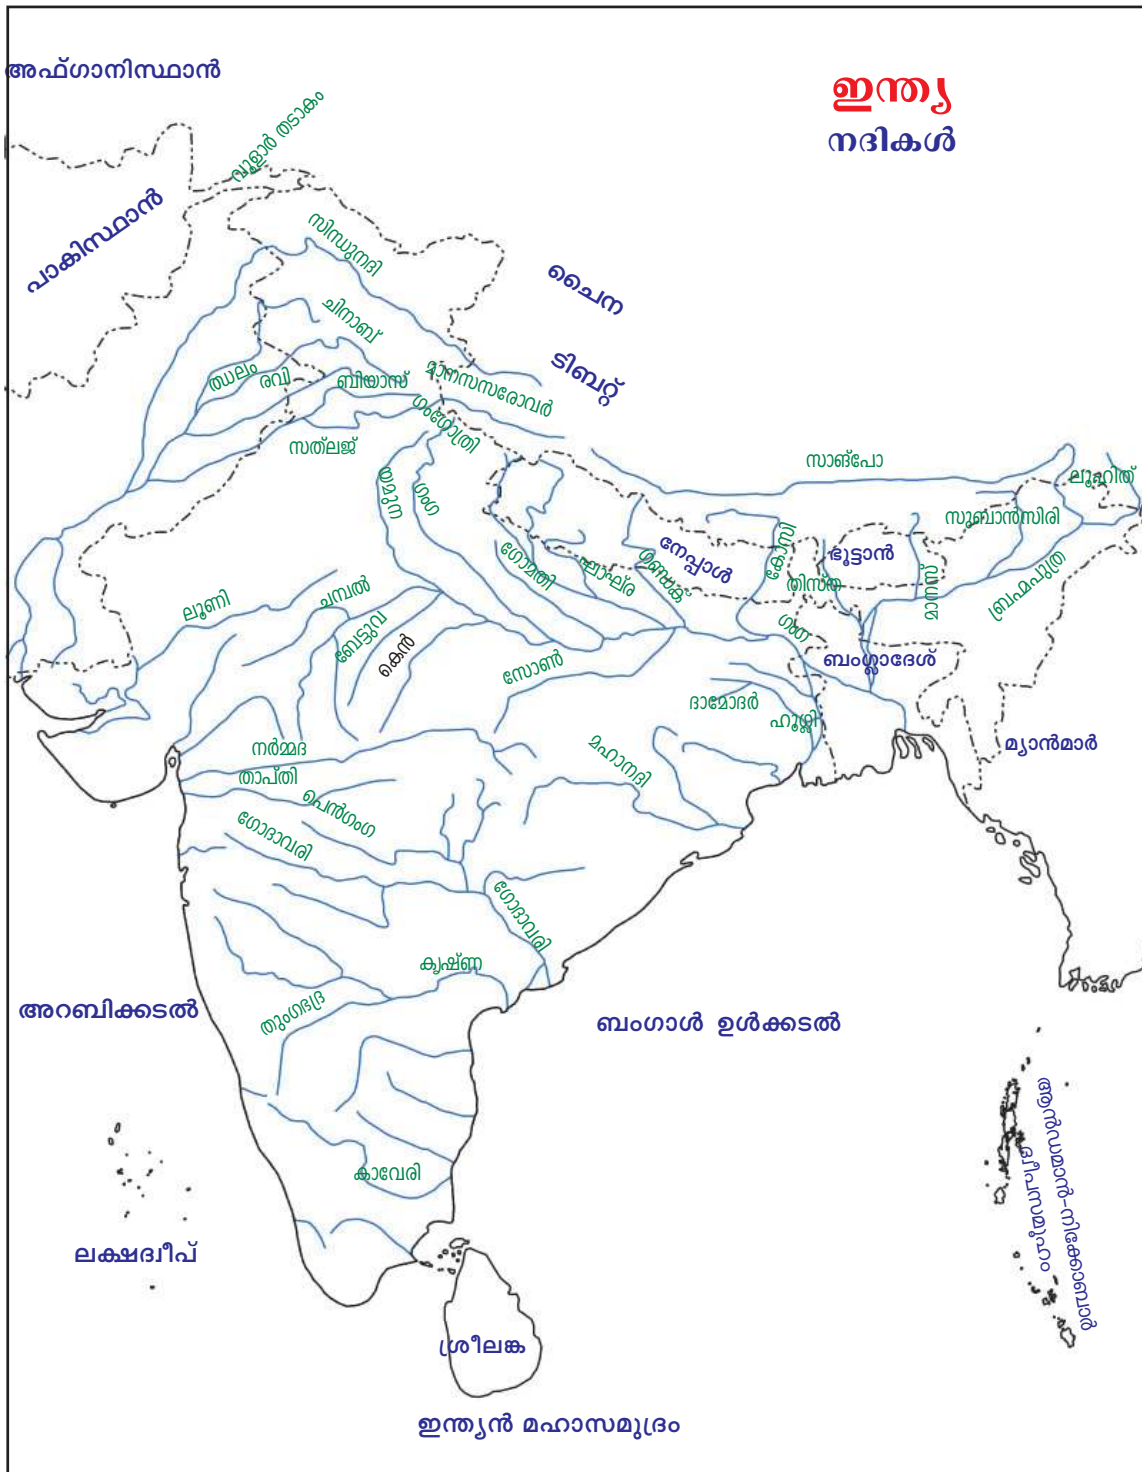 അഫ്ഗാനിസ്ഥാൻ
ഇന്ത്യ
നദികൾ
വൂളാർ തടാകം
പാകിസ്ഥാൻ
സിന്ധുനദി
ചൈന
ചിനാബ്
ടിബറ്റ്
ഝലം
രവി
ബിയാസ്
മാനസസരോവർ
ഗംഗോത്രി
സത്‌ലജ്
യമുന
ഗംഗ
സാങ്പോ
ലൂഹിത്
സുബാൻസിരി
ഗോമതി
ഘാഘ്ര
ഗണ്ഡക്
നേപ്പാൾ
കോസി
തിസ്ത
ഭൂട്ടാൻ
മാനസ്
ബ്രഹ്മപുത്ര
ലൂണി
ചമ്പൽ
ബേട്ടുവ
കെൻ
സോൺ
ഗംഗ
ബംഗ്ലാദേശ്
ദാമോദർ
ഹൂഗ്ലി
മ്യാൻമാർ
നർമ്മദ
താപ്തി
പെൻഗംഗ
മഹാനദി
ഗോദാവരി
ഗോദാവരി
കൃഷ്ണ
തുംഗഭദ്ര
അറബിക്കടൽ
ബംഗാൾ ഉൾക്കടൽ
ആൻഡമാൻ-നിക്കോബാർ
ദ്വീപസമൂഹം
കാവേരി
ലക്ഷദ്വീപ്
ശ്രീലങ്ക
ഇന്ത്യൻ മഹാസമുദ്രം